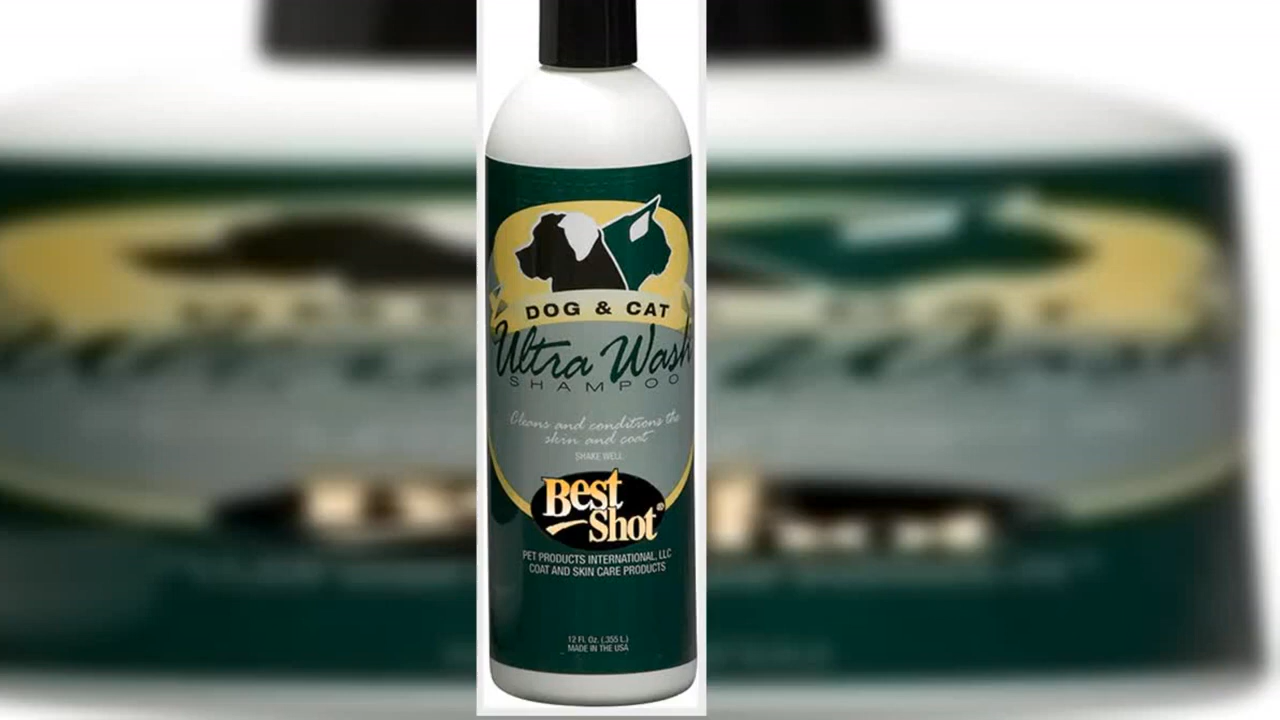 DOG & CAT
Ultra Wash
SHAMPOO
Cleans and conditions the
skin and coat
SHAKE WELL
Best
Shot®
PET PRODUCTS INTERNATIONAL, LLC
COAT AND SKIN CARE PRODUCTS
12 Fl. Oz. (.355 L.)
MADE IN THE USA